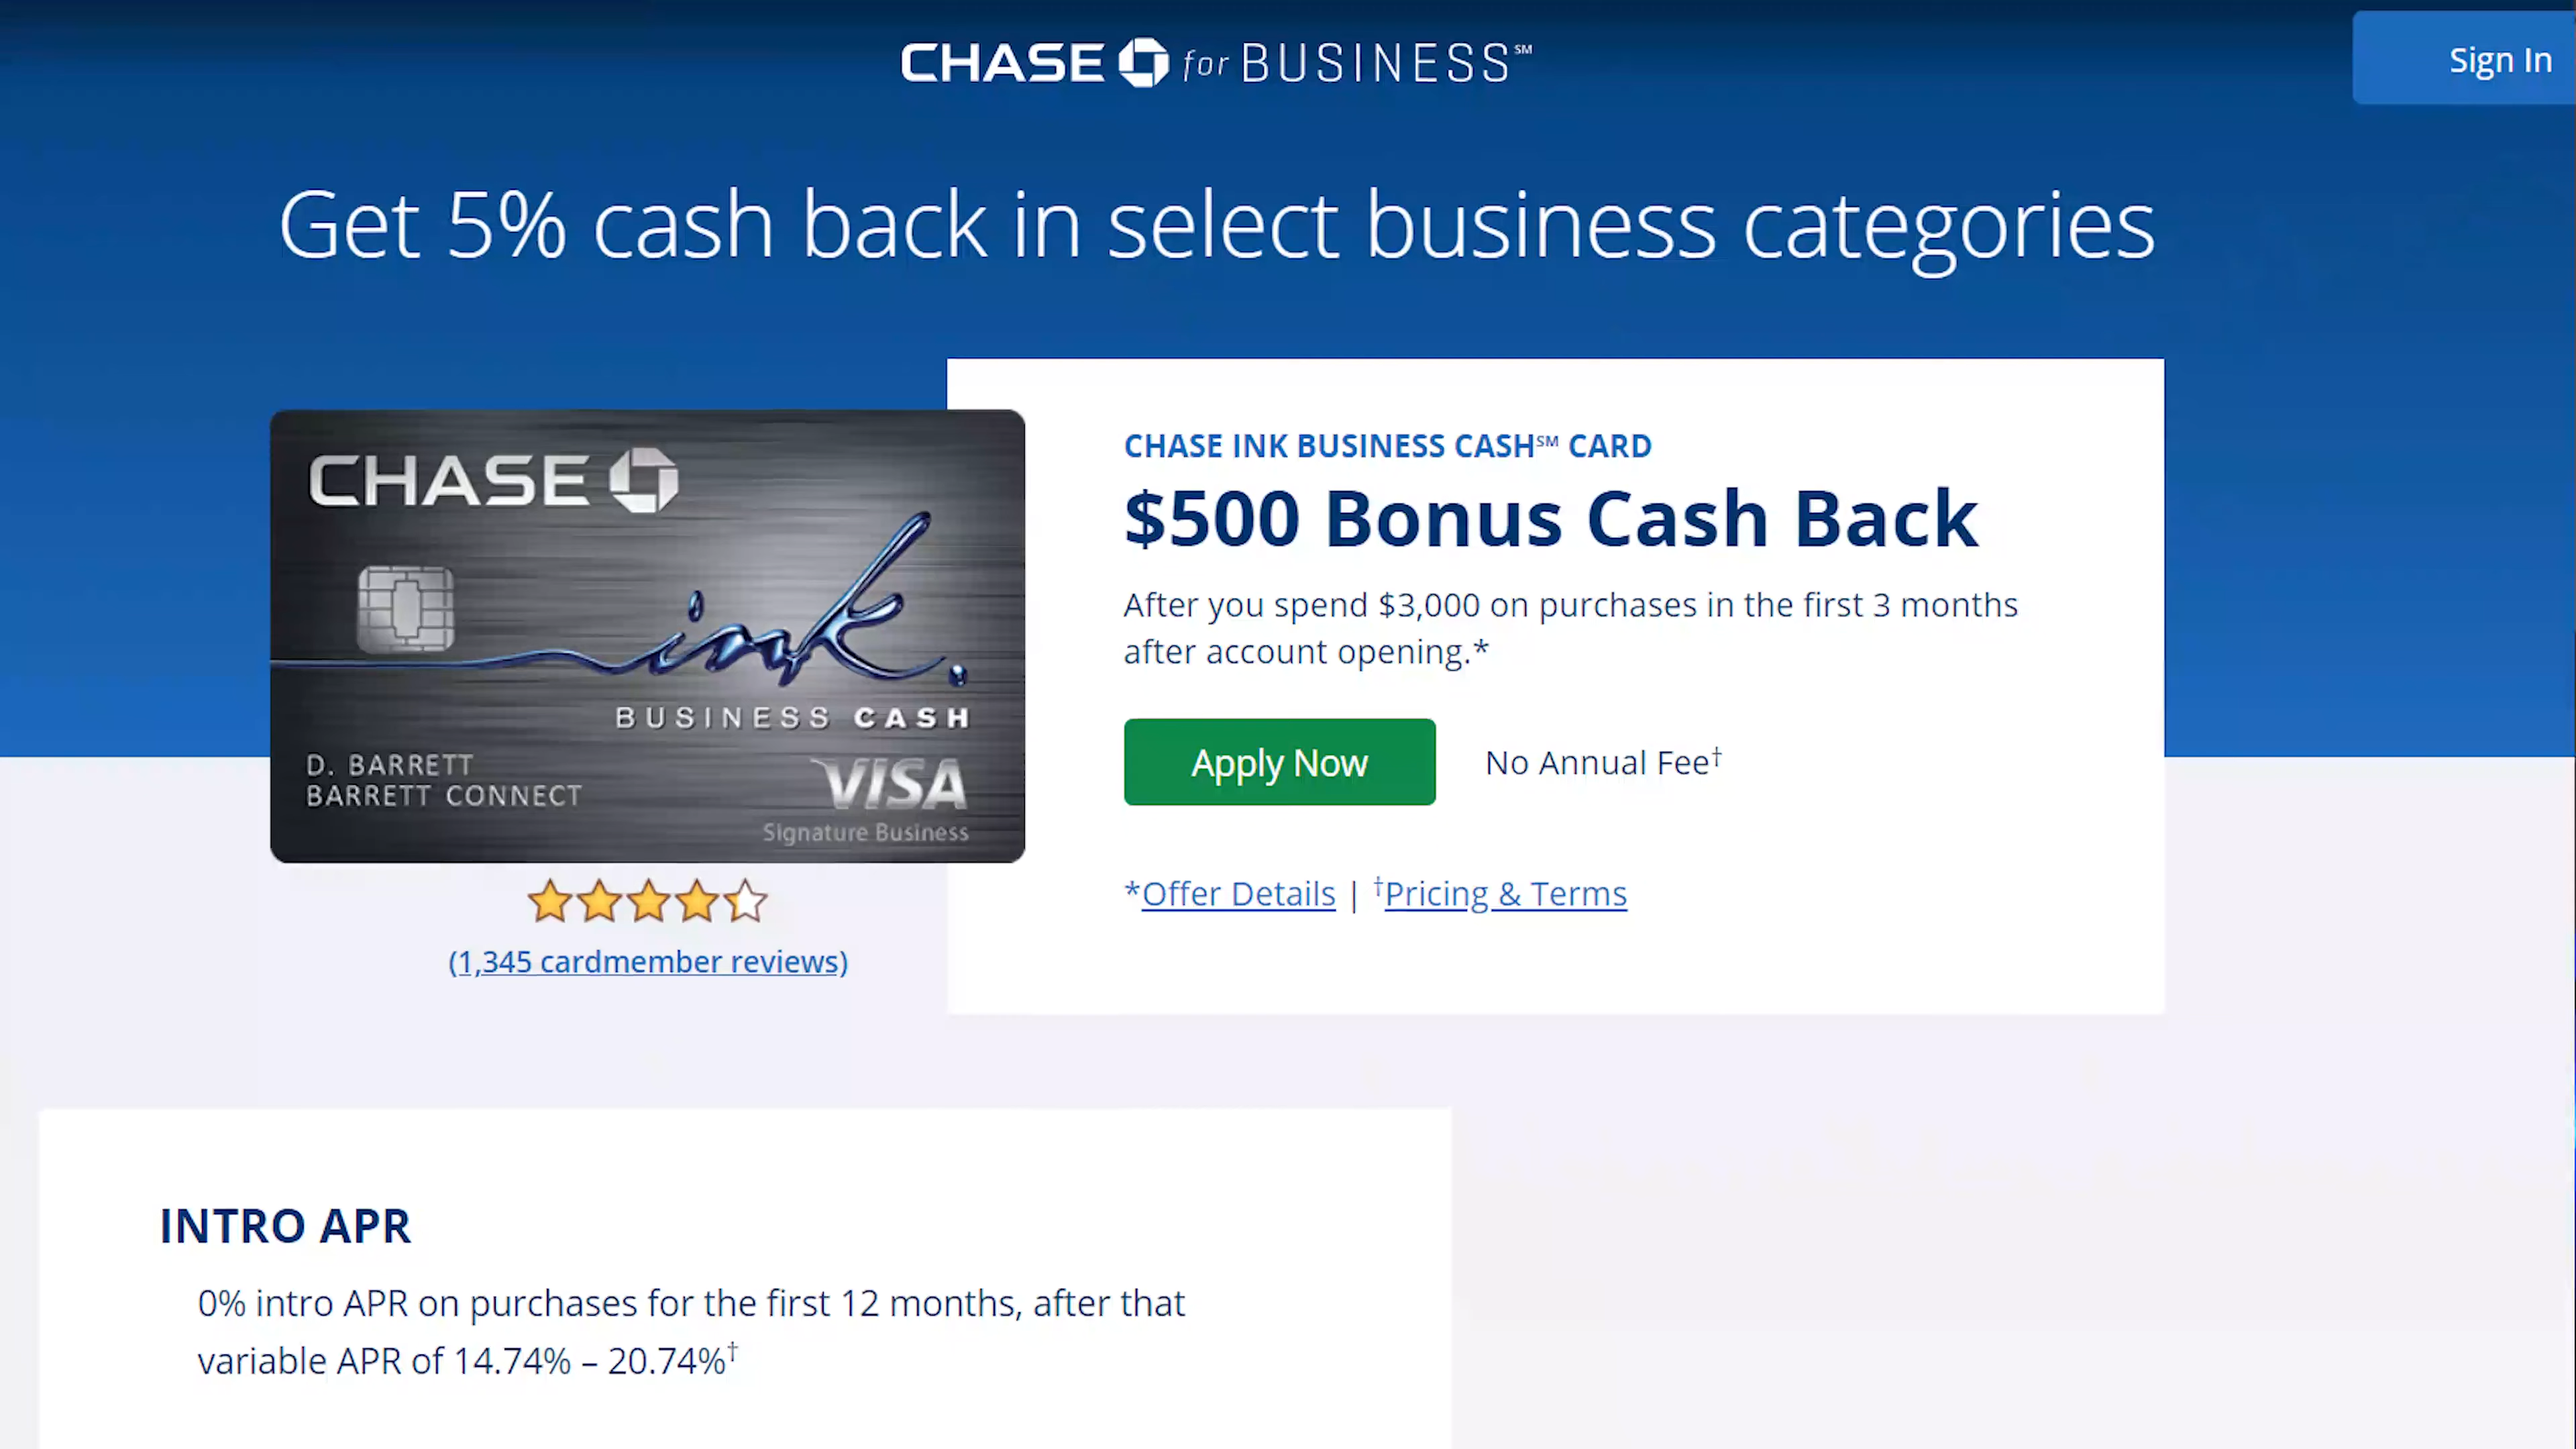 CHASE for BUSINESS℠
Sign In
Get 5% cash back in select business categories
CHASE
ink.
BUSINESS CASH
D. BARRETT
BARRETT CONNECT
VISA
Signature Business
(1,345 cardmember reviews)
CHASE INK BUSINESS CASH℠ CARD
$500 Bonus Cash Back
After you spend $3,000 on purchases in the first 3 months
after account opening.*
Apply Now
No Annual Fee†
*Offer Details | †Pricing & Terms
INTRO APR
0% intro APR on purchases for the first 12 months, after that
variable APR of 14.74% – 20.74%†